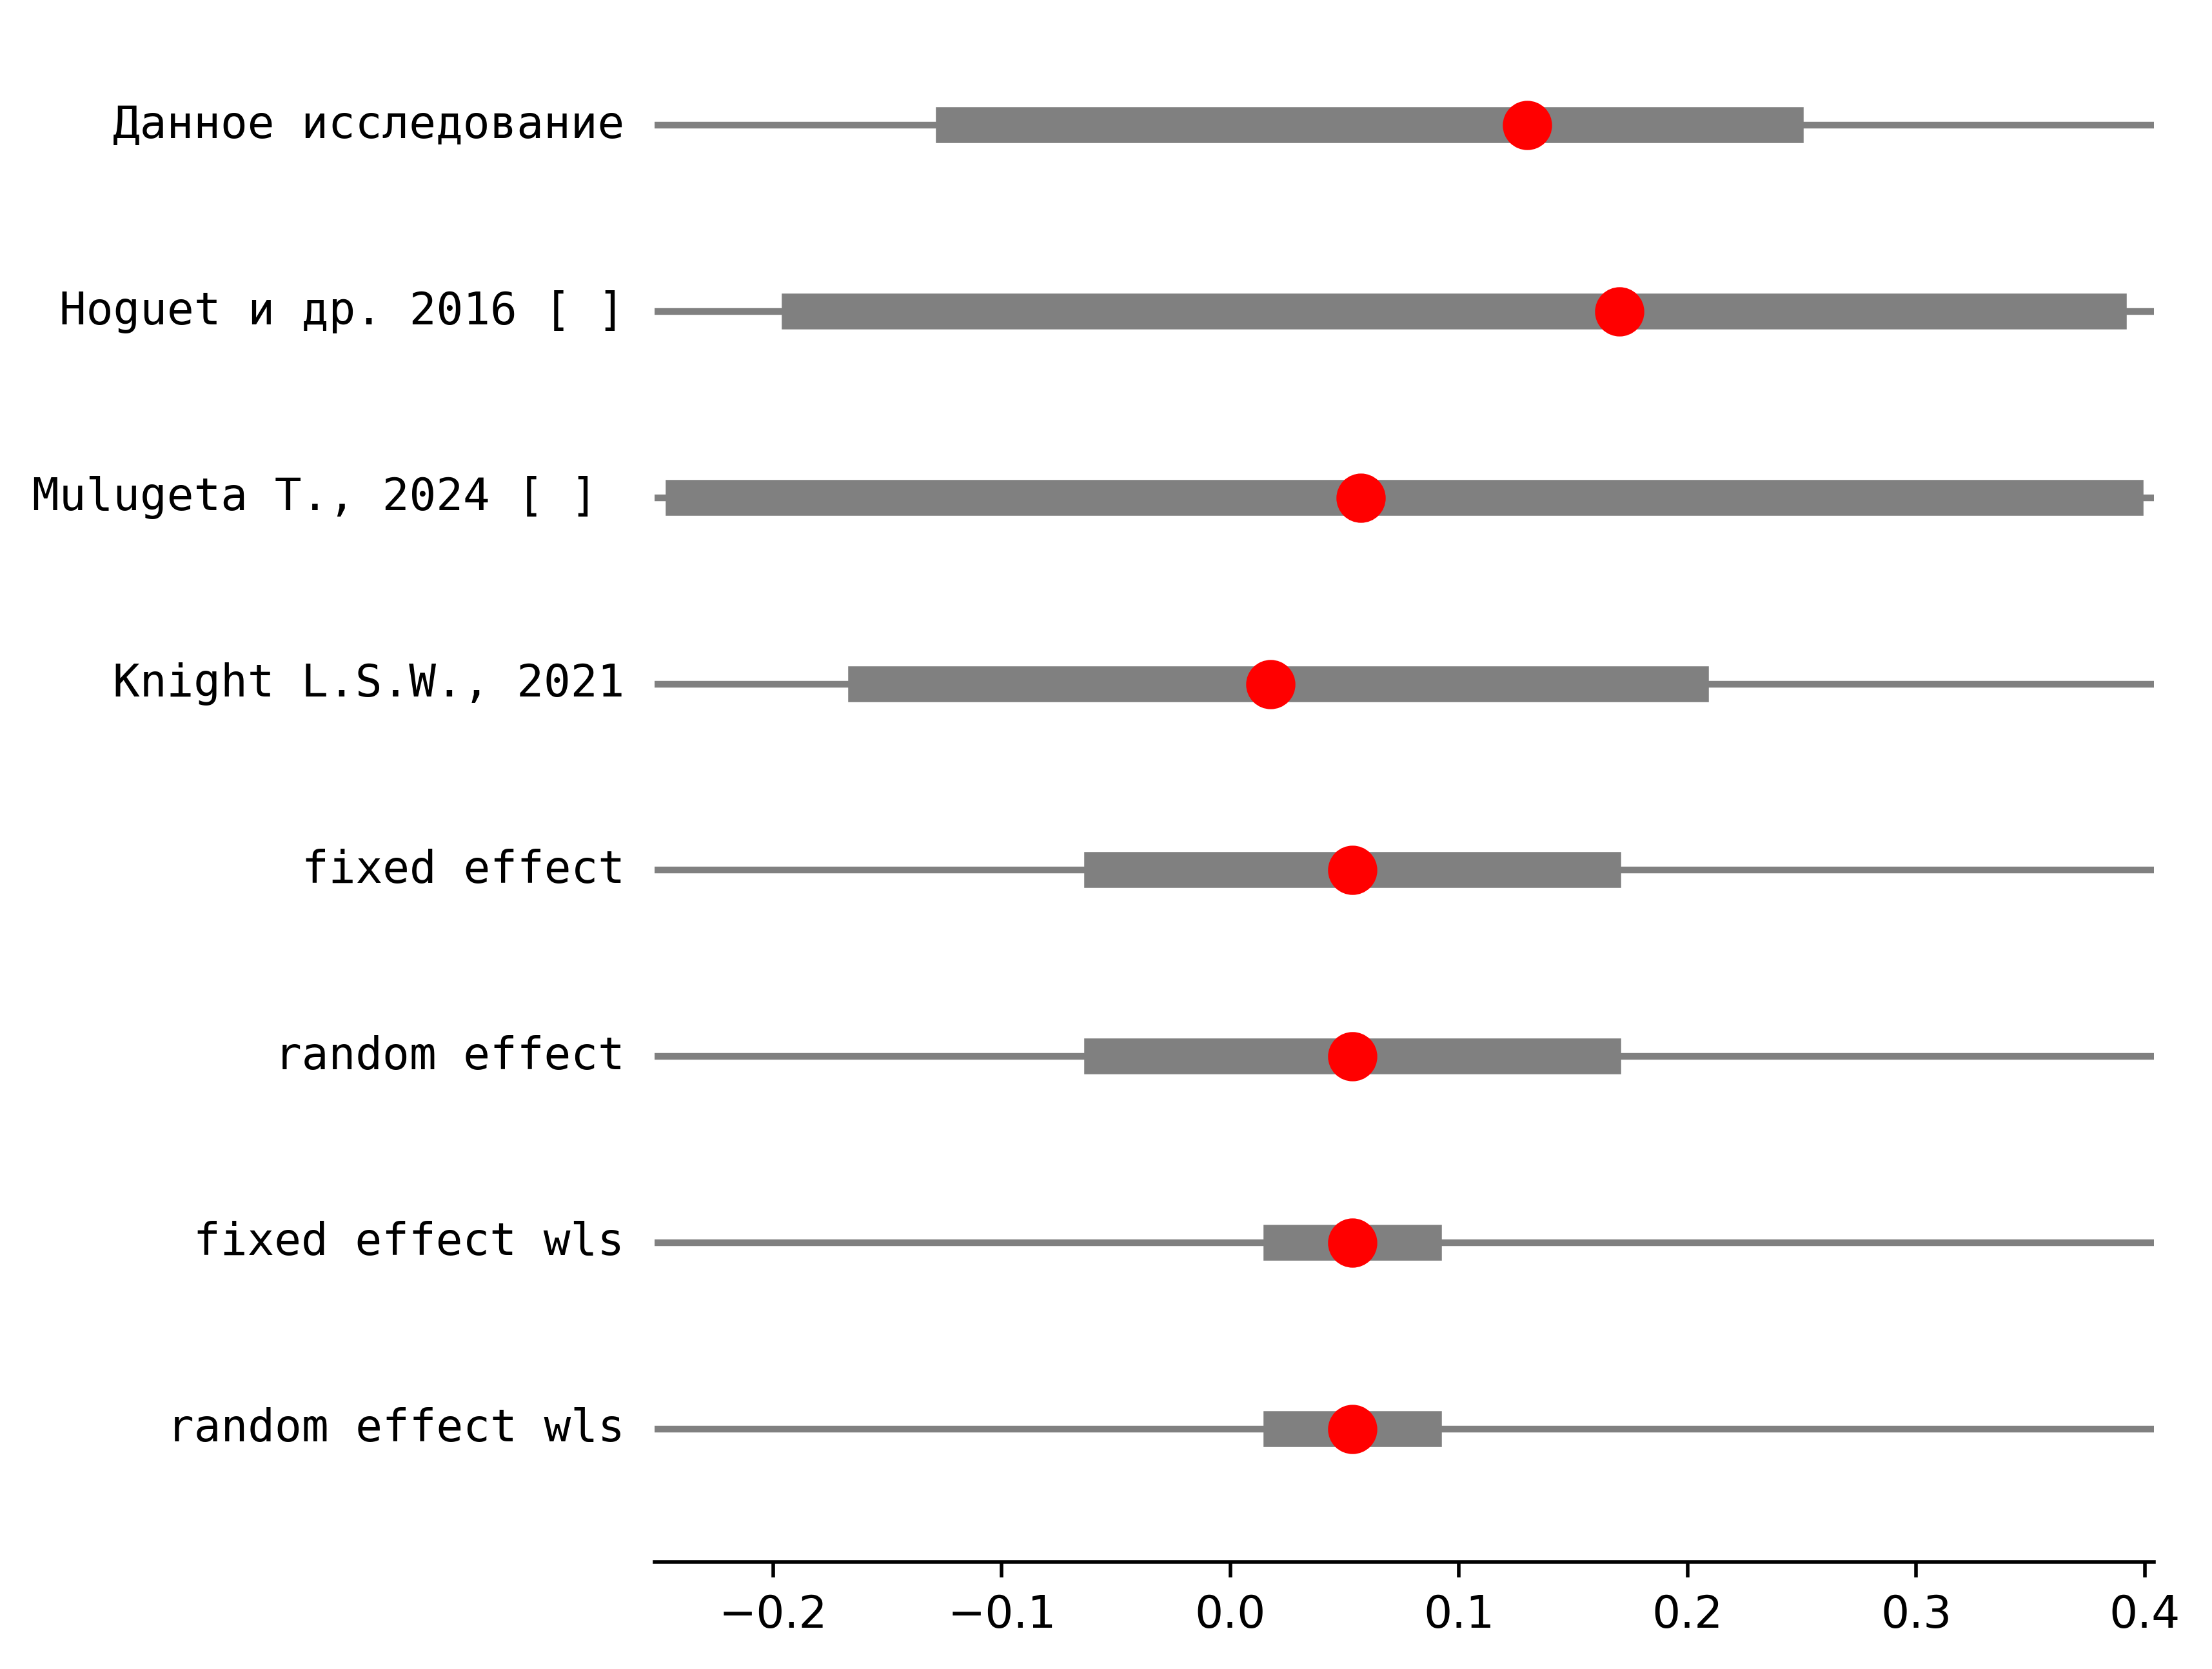 Данное исследование
Hoguet и др. 2016 [ ]
Mulugeta T., 2024 [ ]
Knight L.S.W., 2021
fixed effect
random effect
fixed effect wls
random effect wls
−0.2 −0.1 0.0 0.1 0.2 0.3 0.4